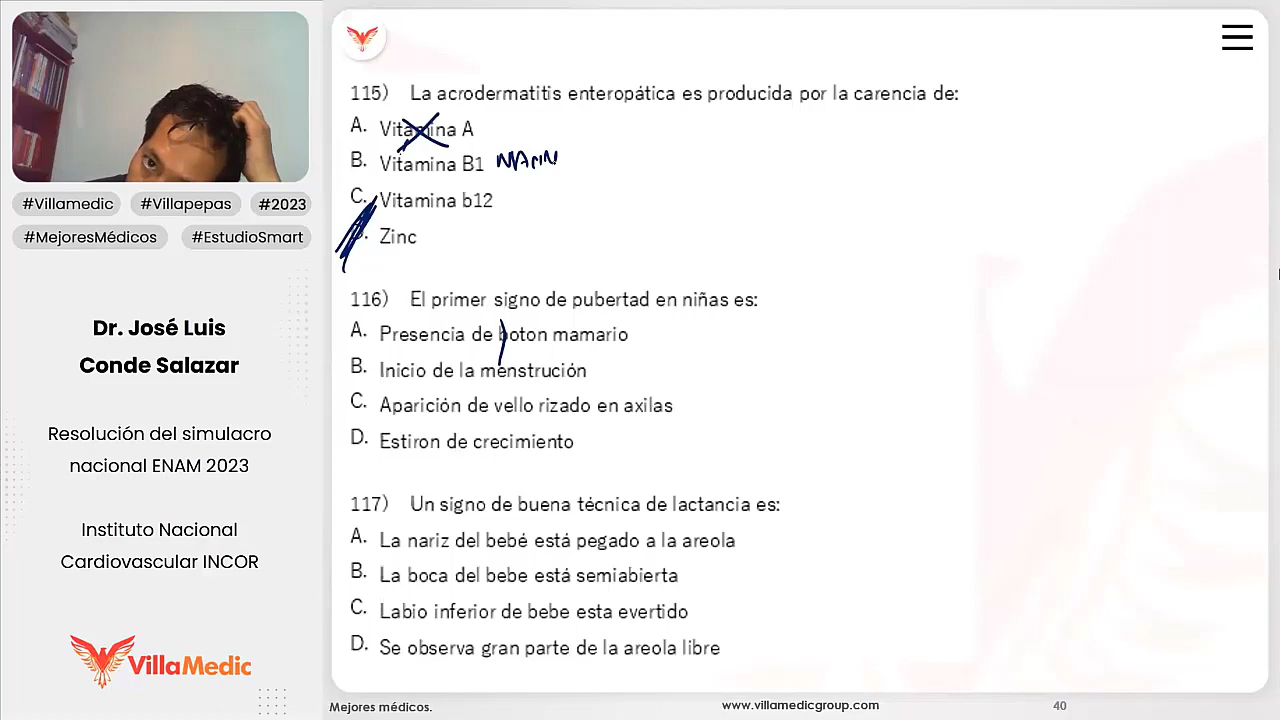 #Villamedic #Villapepas #2023
#MejoresMédicos #EstudioSmart
Dr. José Luis
Conde Salazar
Resolución del simulacro
nacional ENAM 2023
Instituto Nacional
Cardiovascular INCOR
VillaMedic
115) La acrodermatitis enteropática es producida por la carencia de:
A. Vitamina A
B. Vitamina B1
C. Vitamina b12
Zinc
116) El primer signo de pubertad en niñas es:
A. Presencia de boton mamario
B. Inicio de la menstrución
C. Aparición de vello rizado en axilas
D. Estiron de crecimiento
117) Un signo de buena técnica de lactancia es:
A. La nariz del bebé está pegado a la areola
B. La boca del bebe está semiabierta
C. Labio inferior de bebe esta evertido
D. Se observa gran parte de la areola libre
Mejores médicos. www.villamedicgroup.com 40